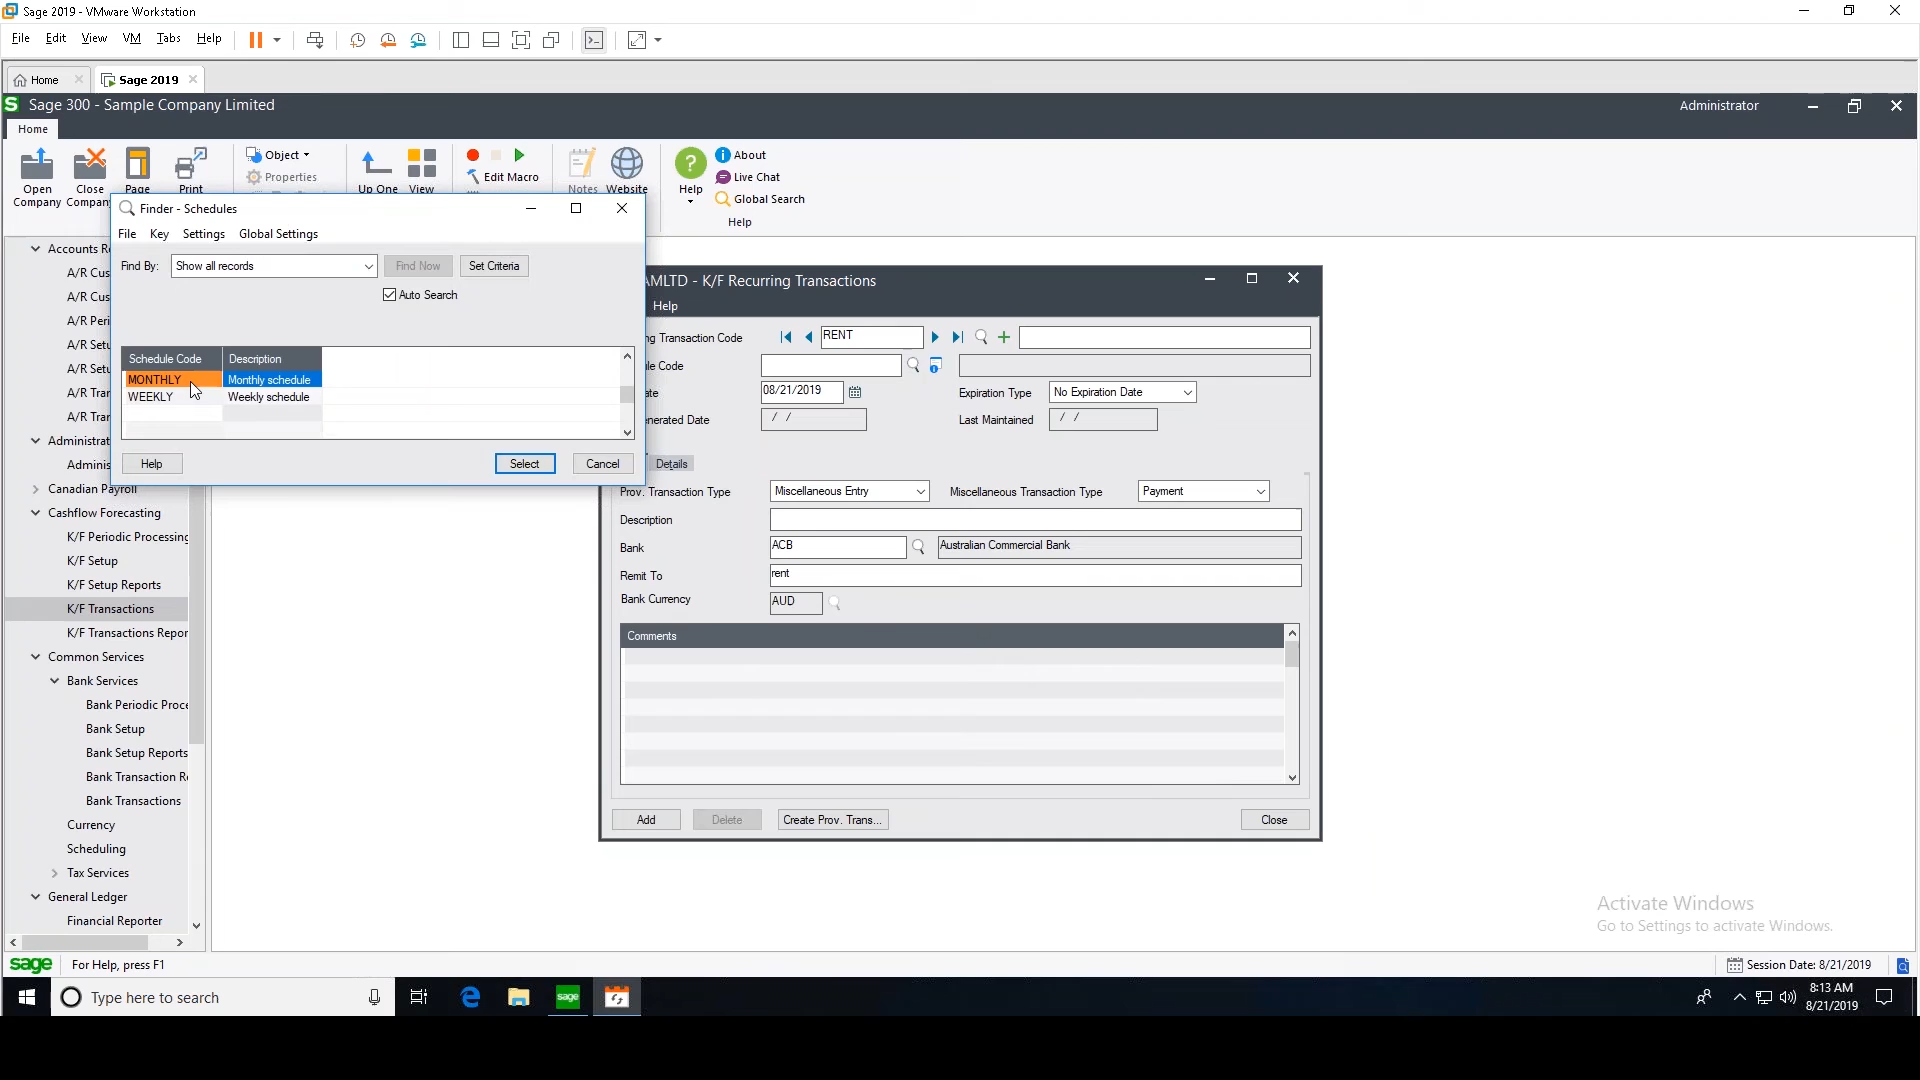 Sage 2019 - VMware Workstation
File Edit View VM Tabs Help
Home
Sage 2019
Sage 300 - Sample Company Limited
Administrator
Home
Open Company
Close Company
Page
Print
Object
Properties
Up One
View
Edit Macro
Notes
Website
Help
About
Live Chat
Global Search
Help
Finder - Schedules
File Key Settings Global Settings
Find By: Show all records Find Now Set Criteria
Auto Search
Schedule Code Description
MONTHLY Monthly schedule
WEEKLY Weekly schedule
Help Select Cancel
Accounts Re
A/R Cus
A/R Cus
A/R Peri
A/R Setu
A/R Setu
A/R Tran
A/R Tran
Administrat
Adminis
Canadian Payroll
Cashflow Forecasting
K/F Periodic Processing
K/F Setup
K/F Setup Reports
K/F Transactions
K/F Transactions Repor
Common Services
Bank Services
Bank Periodic Proce
Bank Setup
Bank Setup Reports
Bank Transaction Re
Bank Transactions
Currency
Scheduling
Tax Services
General Ledger
Financial Reporter
AMLTD - K/F Recurring Transactions
Help
ng Transaction Code RENT
le Code
ate 08/21/2019 Expiration Type No Expiration Date
nerated Date / / Last Maintained / /
Details
Prov. Transaction Type Miscellaneous Entry Miscellaneous Transaction Type Payment
Description
Bank ACB Australian Commercial Bank
Remit To rent
Bank Currency AUD
Comments
Add Delete Create Prov. Trans... Close
Activate Windows
Go to Settings to activate Windows.
sage For Help, press F1 Session Date: 8/21/2019
Type here to search
sage
8:13 AM
8/21/2019